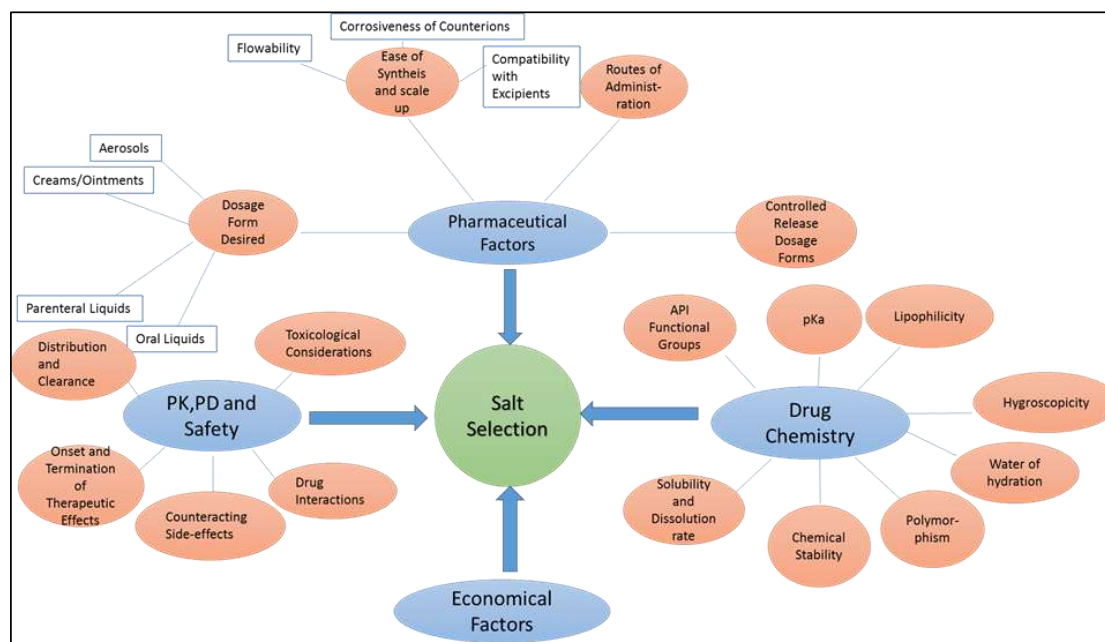 Corrosiveness of Counterions
Flowability
Ease of
Syntheis
and scale
up
Compatibility
with
Excipients
Routes of
Administ-
ration
Aerosols
Creams/Ointments
Dosage
Form
Desired
Pharmaceutical
Factors
Controlled
Release
Dosage
Forms
Parenteral Liquids
Oral Liquids
Distribution
and
Clearance
Toxicological
Considerations
API
Functional
Groups
pKa
Lipophilicity
PK,PD and
Safety
Salt
Selection
Drug
Chemistry
Hygroscopicity
Onset and
Termination
of
Therapeutic
Effects
Counteracting
Side-effects
Drug
Interactions
Solubility
and
Dissolution
rate
Chemical
Stability
Polymor-
phism
Water of
hydration
Economical
Factors